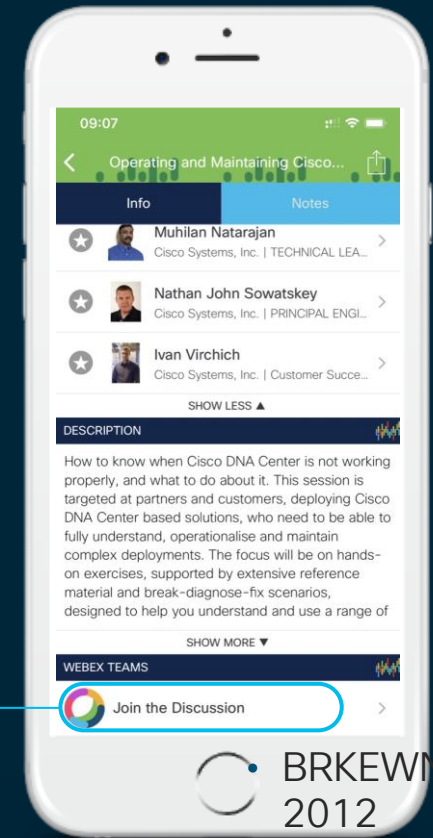 09:07
Operating and Maintaining Cisco...
Info
Notes
Muhilan Natarajan
Cisco Systems, Inc. | TECHNICAL LEA...
Nathan John Sowatskey
Cisco Systems, Inc. | PRINCIPAL ENGI...
Ivan Virchich
Cisco Systems, Inc. | Customer Succe...
SHOW LESS ▲
DESCRIPTION
How to know when Cisco DNA Center is not working
properly, and what to do about it. This session is
targeted at partners and customers, deploying Cisco
DNA Center based solutions, who need to be able to
fully understand, operationalise and maintain
complex deployments. The focus will be on hands-
on exercises, supported by extensive reference
material and break-diagnose-fix scenarios,
designed to help you understand and use a range of
SHOW MORE ▼
WEBEX TEAMS
Join the Discussion
BRKEWN
2012